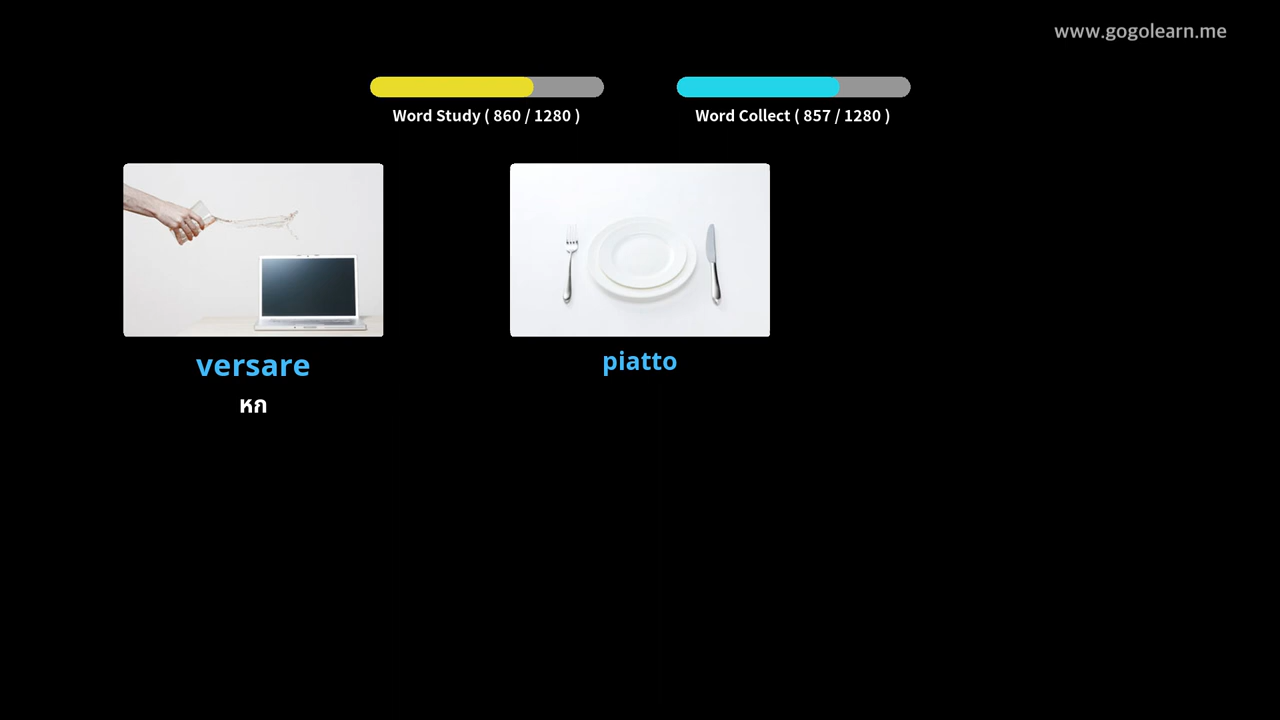 www.gogolearn.me
Word Study ( 860 / 1280 )
Word Collect ( 857 / 1280 )
versare
หก
piatto